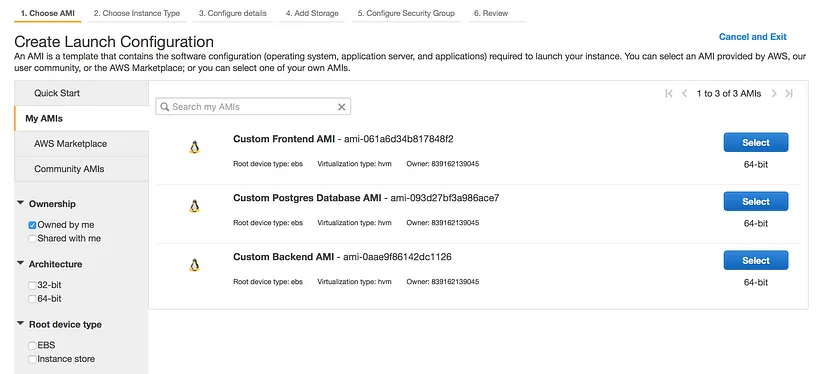 1. Choose AMI 2. Choose Instance Type 3. Configure details 4. Add Storage 5. Configure Security Group 6. Review
Create Launch Configuration
Cancel and Exit
An AMI is a template that contains the software configuration (operating system, application server, and applications) required to launch your instance. You can select an AMI provided by AWS, our
user community, or the AWS Marketplace; or you can select one of your own AMIs.
Quick Start
My AMIs
AWS Marketplace
Community AMIs
Ownership
Owned by me
Shared with me
Architecture
32-bit
64-bit
Root device type
EBS
Instance store
1 to 3 of 3 AMIs
Search my AMIs
Custom Frontend AMI - ami-061a6d34b817848f2
Root device type: ebs Virtualization type: hvm Owner: 839162139045
Select
64-bit
Custom Postgres Database AMI - ami-093d27bf3a986ace7
Root device type: ebs Virtualization type: hvm Owner: 839162139045
Select
64-bit
Custom Backend AMI - ami-0aae9f86142dc1126
Root device type: ebs Virtualization type: hvm Owner: 839162139045
Select
64-bit